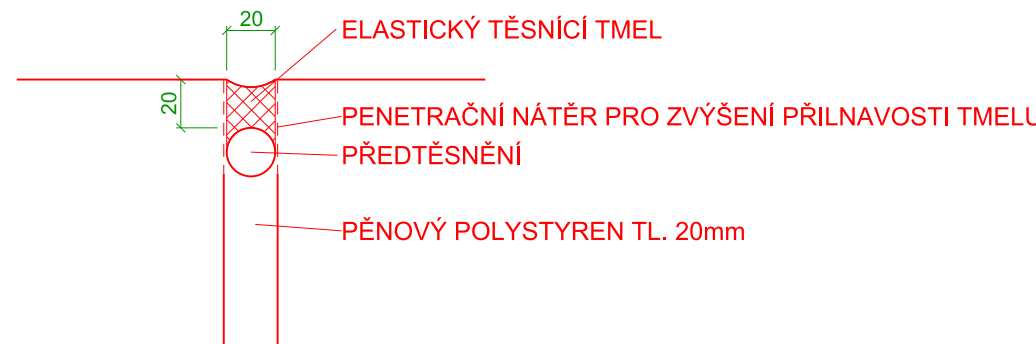 20
ELASTICKÝ TĚSNÍCÍ TMEL
20
PENETRAČNÍ NÁTĚR PRO ZVÝŠENÍ PŘILNAVOSTI TMELU
PŘEDTĚSNĚNÍ
PĚNOVÝ POLYSTYREN TL. 20mm